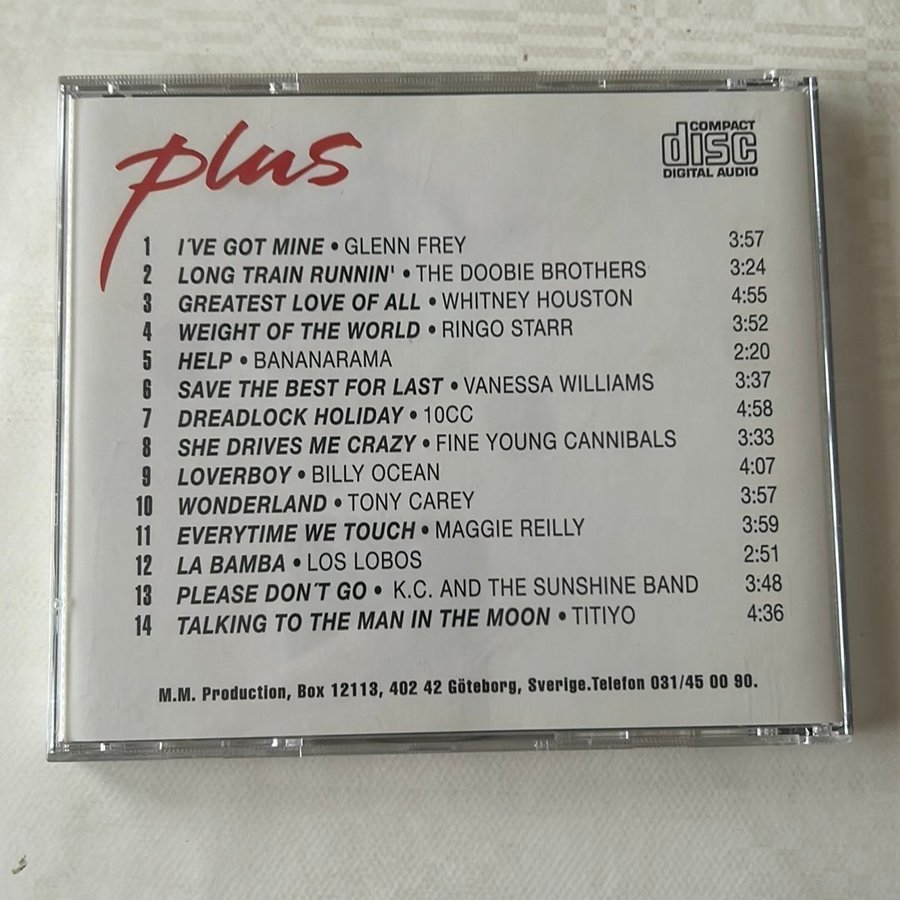 plus
COMPACT
disc
DIGITAL AUDIO
1 I´VE GOT MINE • GLENN FREY 3:57
2 LONG TRAIN RUNNIN' • THE DOOBIE BROTHERS 3:24
3 GREATEST LOVE OF ALL • WHITNEY HOUSTON 4:55
4 WEIGHT OF THE WORLD • RINGO STARR 3:52
5 HELP • BANANARAMA 2:20
6 SAVE THE BEST FOR LAST • VANESSA WILLIAMS 3:37
7 DREADLOCK HOLIDAY • 10CC 4:58
8 SHE DRIVES ME CRAZY • FINE YOUNG CANNIBALS 3:33
9 LOVERBOY • BILLY OCEAN 4:07
10 WONDERLAND • TONY CAREY 3:57
11 EVERYTIME WE TOUCH • MAGGIE REILLY 3:59
12 LA BAMBA • LOS LOBOS 2:51
13 PLEASE DON´T GO • K.C. AND THE SUNSHINE BAND 3:48
14 TALKING TO THE MAN IN THE MOON • TITIYO 4:36
M.M. Production, Box 12113, 402 42 Göteborg, Sverige.Telefon 031/45 00 90.